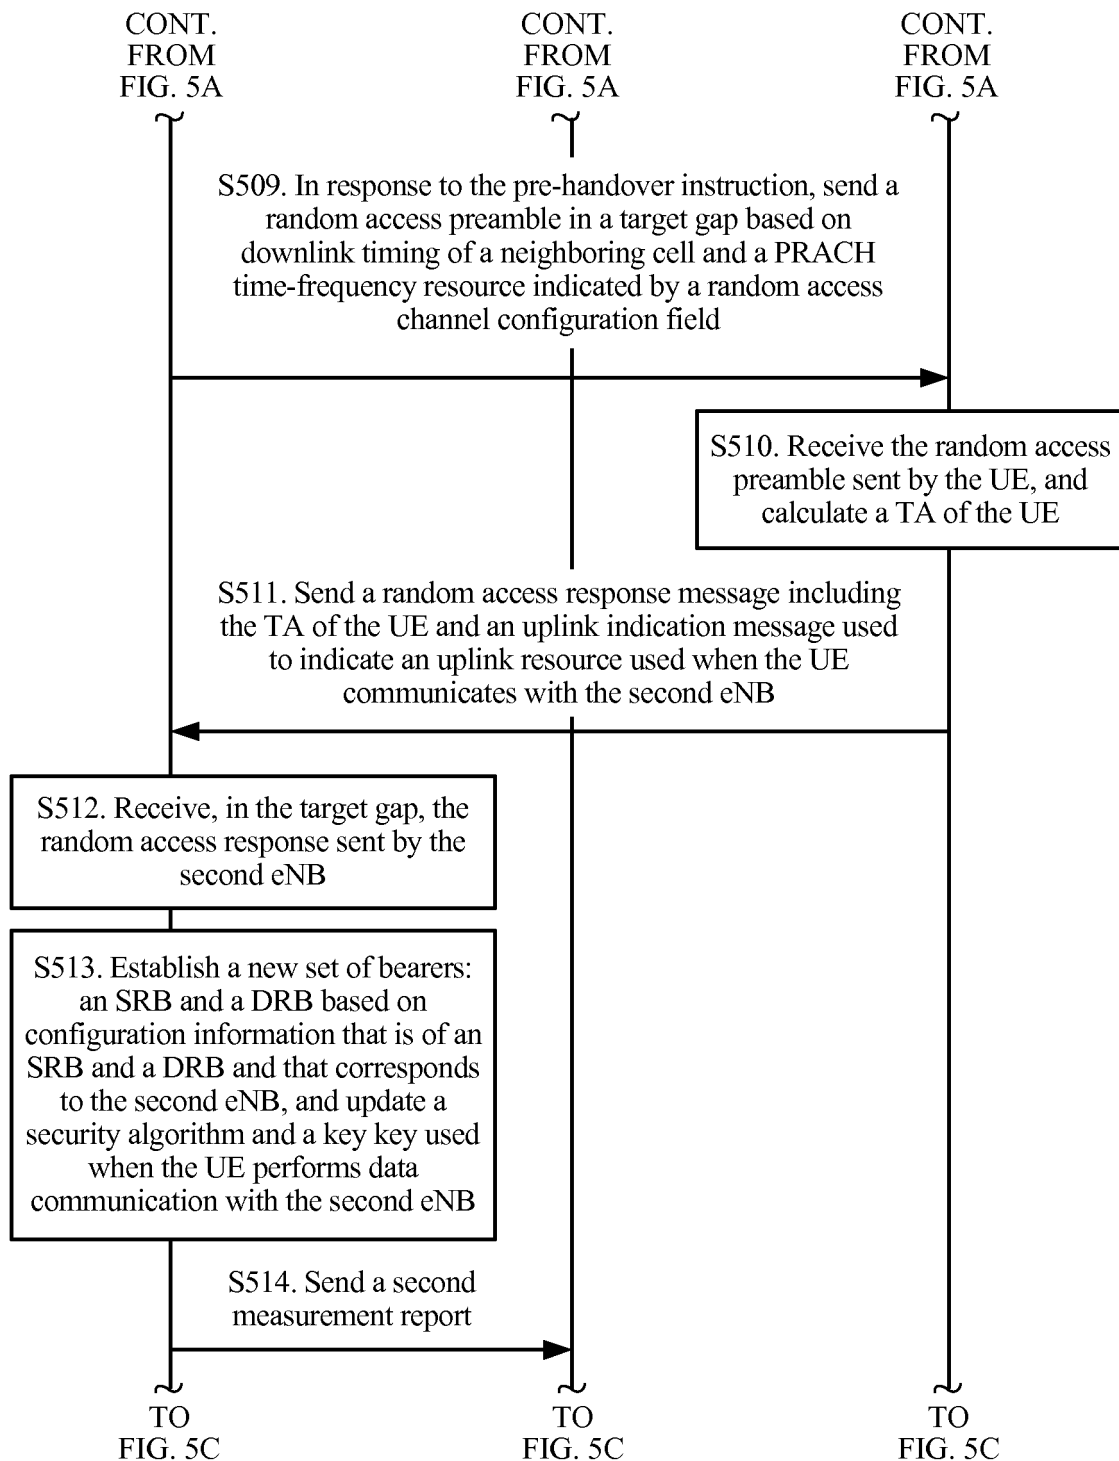 CONT.
FROM
FIG. 5A
CONT.
FROM
FIG. 5A
CONT.
FROM
FIG. 5A
S509. In response to the pre-handover instruction, send a
random access preamble in a target gap based on
downlink timing of a neighboring cell and a PRACH
time-frequency resource indicated by a random access
channel configuration field
S510. Receive the random access
preamble sent by the UE, and
calculate a TA of the UE
S511. Send a random access response message including
the TA of the UE and an uplink indication message used
to indicate an uplink resource used when the UE
communicates with the second eNB
S512. Receive, in the target gap, the
random access response sent by the
second eNB
S513. Establish a new set of bearers:
an SRB and a DRB based on
configuration information that is of an
SRB and a DRB and that corresponds
to the second eNB, and update a
security algorithm and a key key used
when the UE performs data
communication with the second eNB
S514. Send a second
measurement report
TO
FIG. 5C
TO
FIG. 5C
TO
FIG. 5C